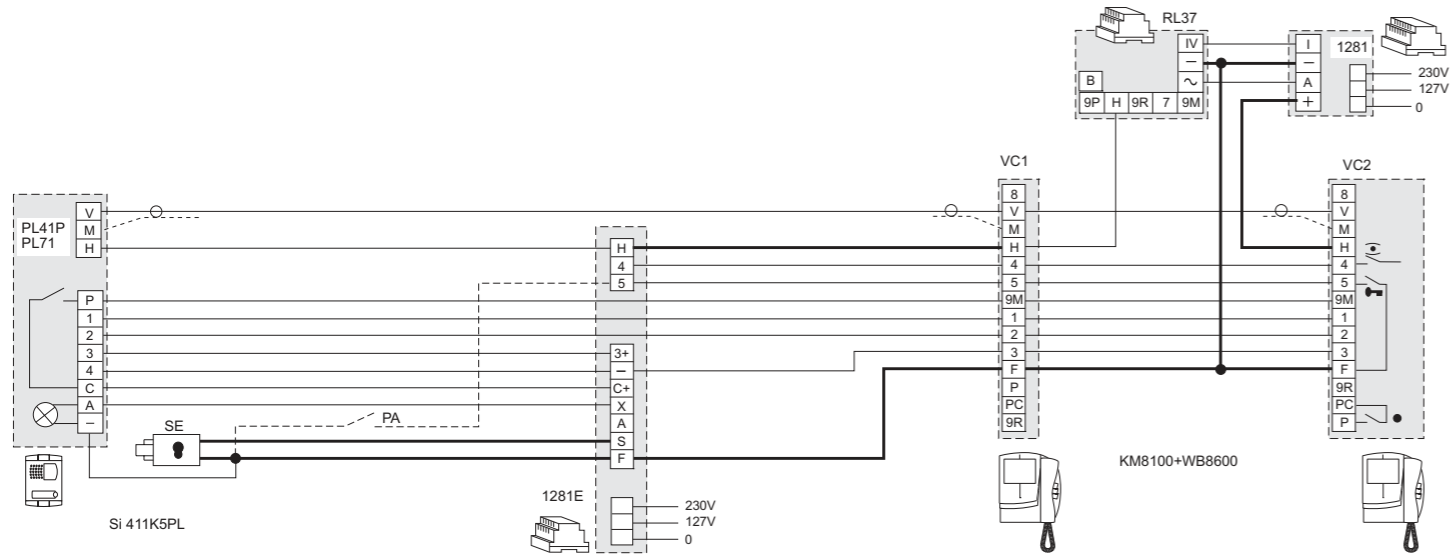 RL37
IV
–
~
B
9P H 9R 7 9M
I
–
A
+
1281
230V
127V
0
PL41P
PL71
V
M
H
P
1
2
3
4
C
A
–
SE
PA
Si 411K5PL
H
4
5
3+
–
C+
X
A
S
F
1281E
230V
127V
0
VC1
8
V
M
H
4
5
9M
1
2
3
F
P
PC
9R
KM8100+WB8600
VC2
8
V
M
H
4
5
9M
1
2
3
F
9R
PC
P